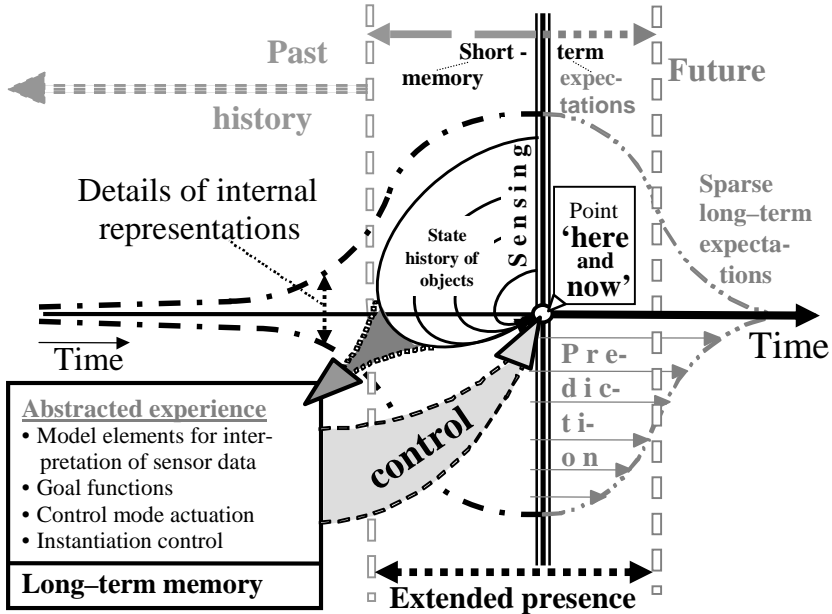 Past
history
Short - term
memory
expec-
tations
Future
Details of internal
representations
Sensing
State
history of
objects
Point
‘here
and
now’
Sparse
long–term
expecta-
tions
Time
Time
P r e-
d i c-
t i-
o n
control
Abstracted experience
• Model elements for inter-
pretation of sensor data
• Goal functions
• Control mode actuation
• Instantiation control
Long–term memory
Extended presence